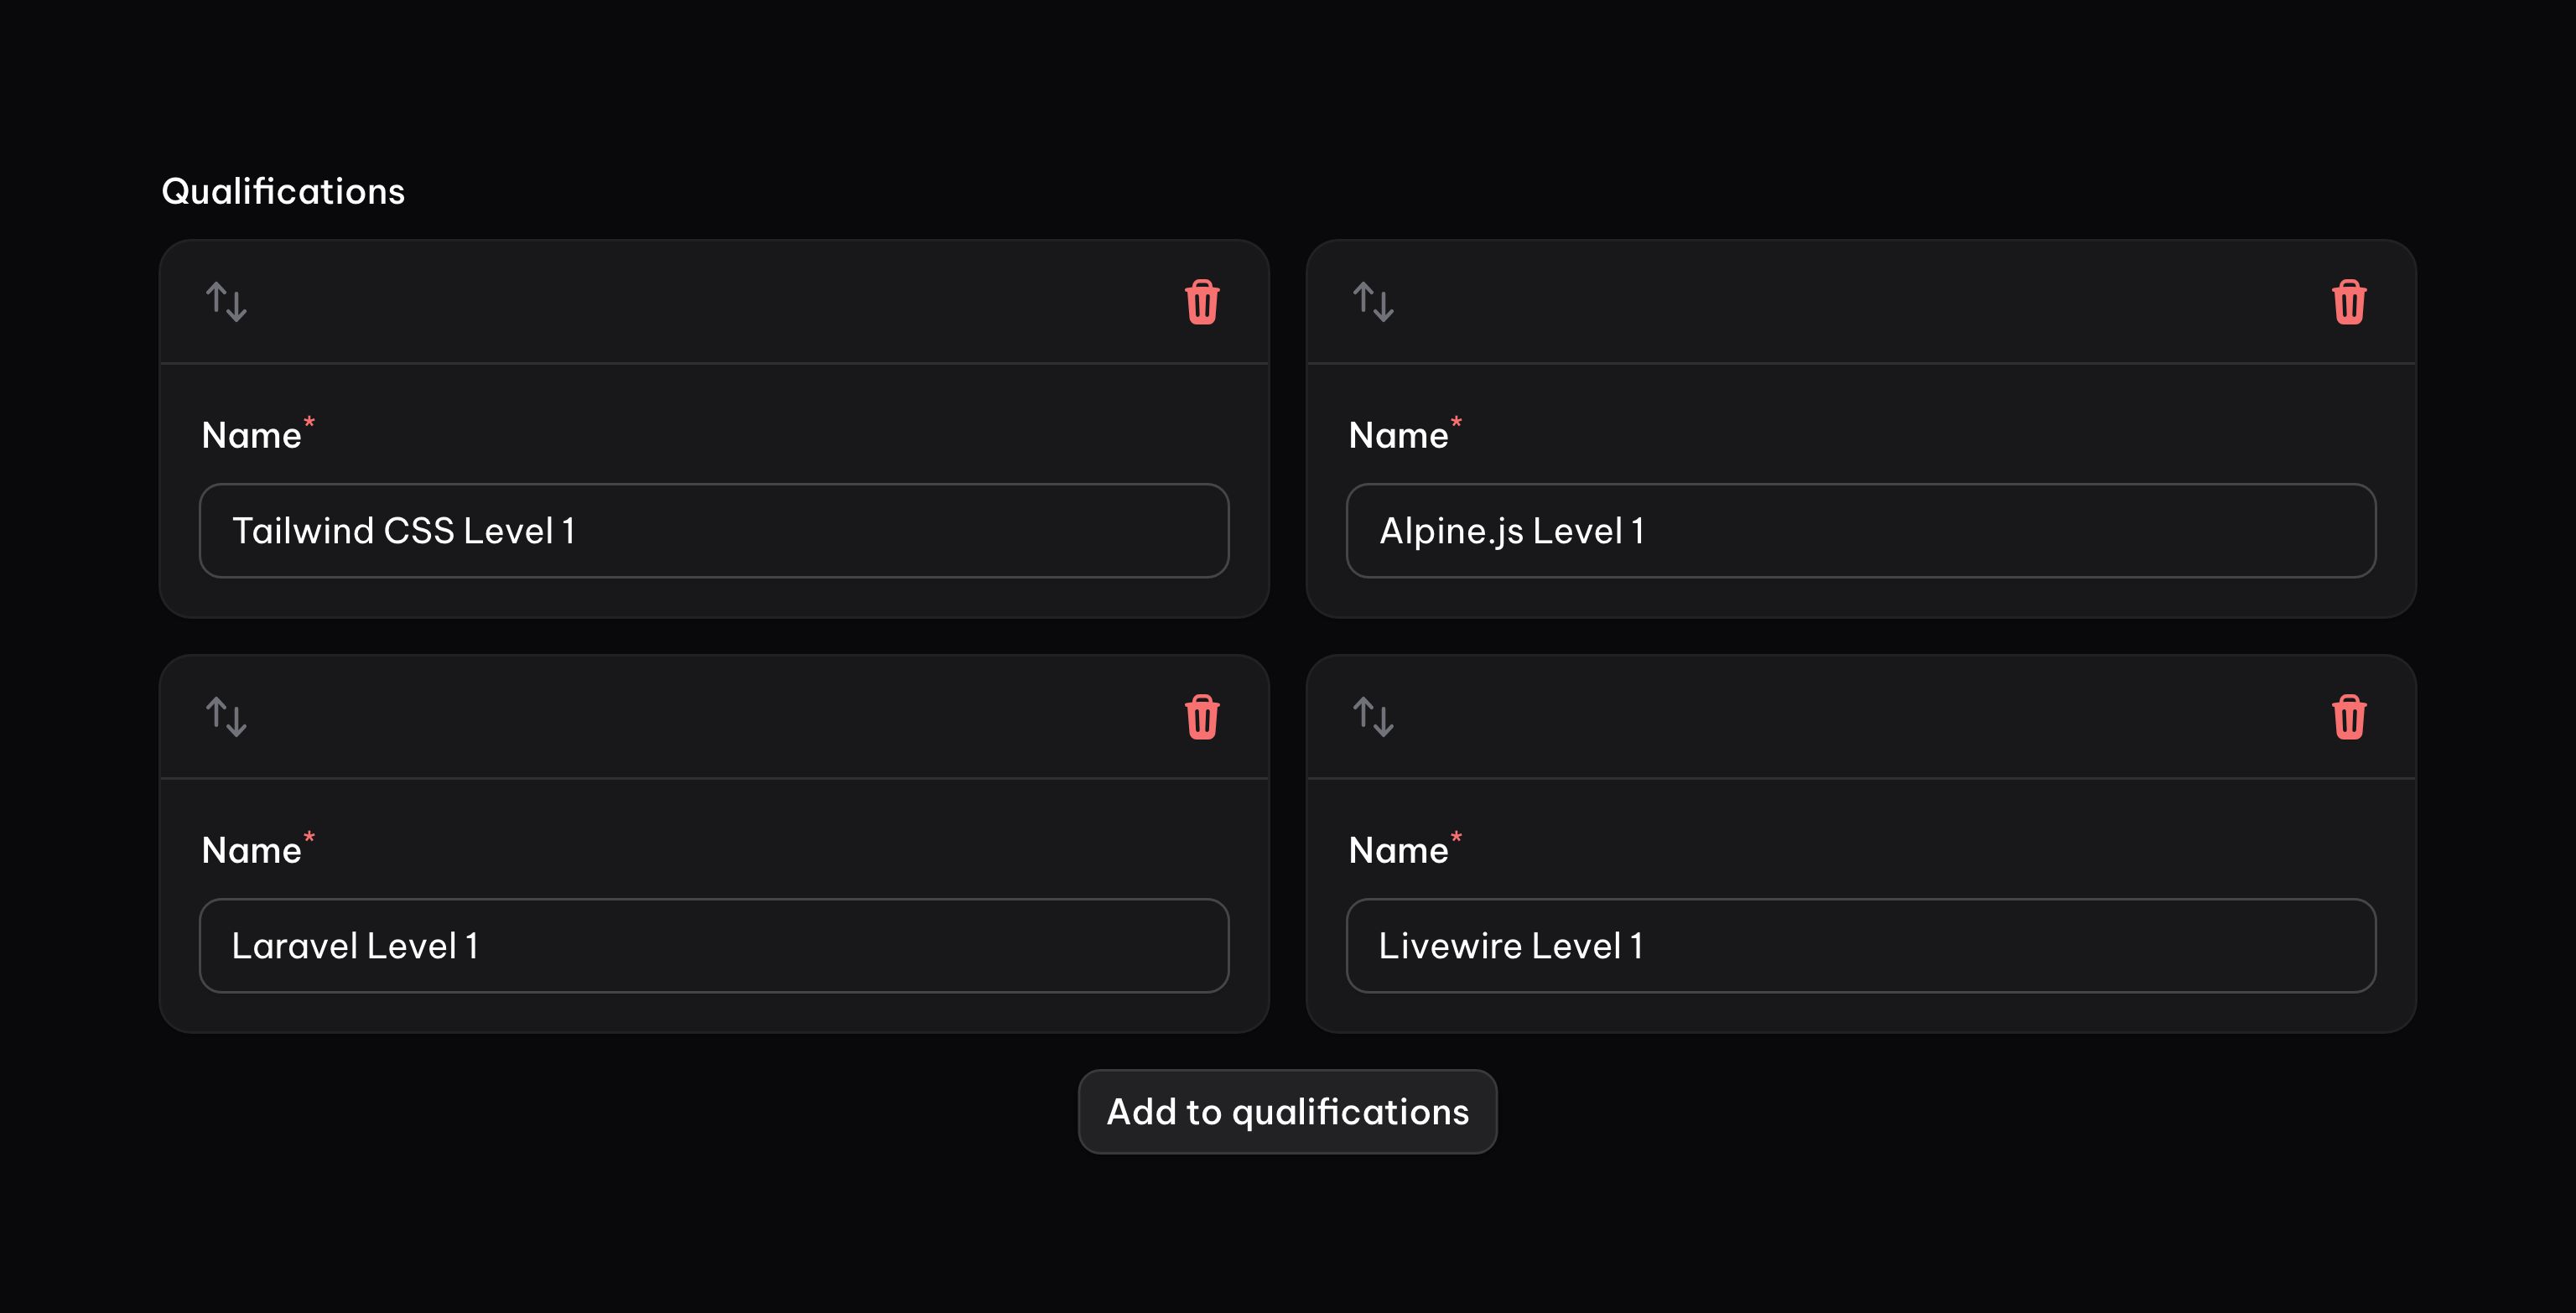 Qualifications
Name*
Tailwind CSS Level 1
Name*
Alpine.js Level 1
Name*
Laravel Level 1
Name*
Livewire Level 1
Add to qualifications